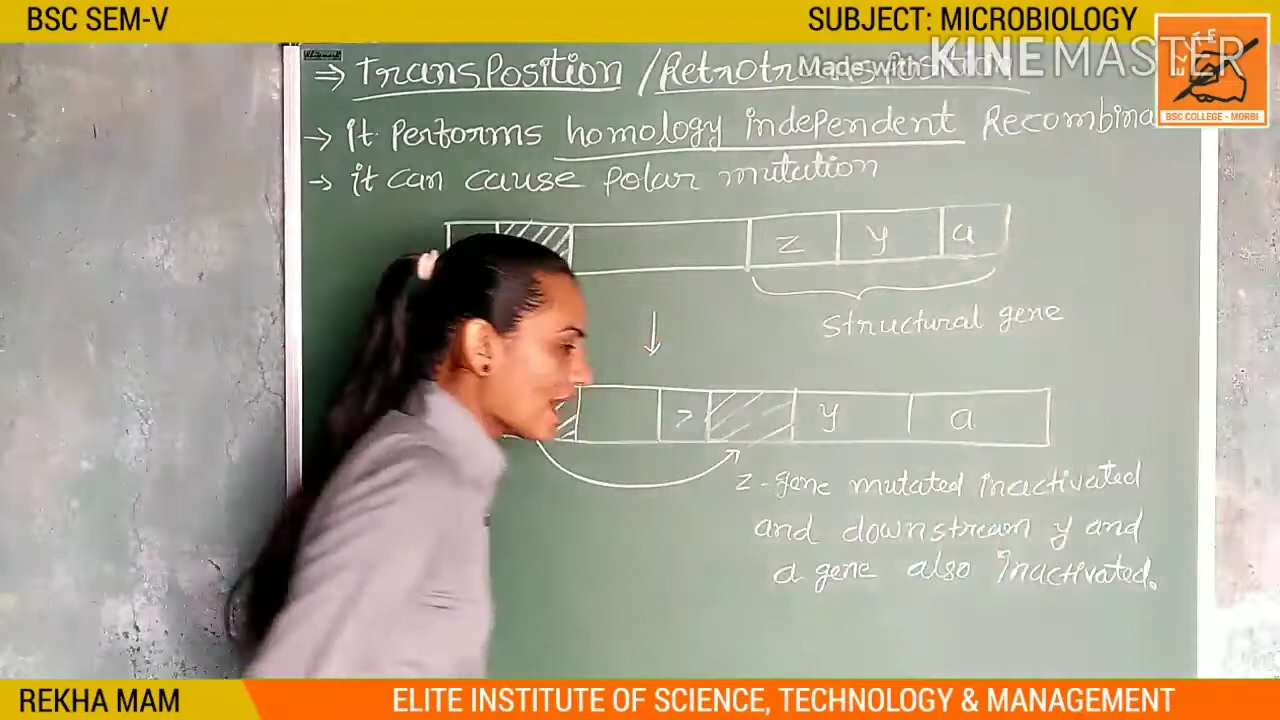 BSC SEM-V
SUBJECT: MICROBIOLOGY
Made with KINEMASTER
ELITE
BSC COLLEGE - MORBI
⇒ Transposition / Retrotransposition
→ it performs homology independent Recombina
→ it can cause polar mutation
z y a
structural gene
z y a
z-gene mutated inactivated
and downstream y and
a gene also inactivated.
REKHA MAM
ELITE INSTITUTE OF SCIENCE, TECHNOLOGY & MANAGEMENT